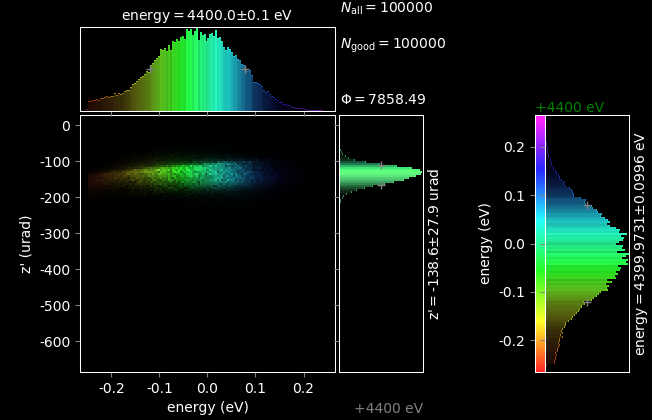 energy = 4400.0±0.1 eV
N_all = 100000
N_good = 100000
Φ = 7858.49
+4400 eV
0
-100
-200
-300
-400
-500
-600
z' (urad)
-0.2
-0.1
0.0
0.1
0.2
energy (eV)
+4400 eV
z' = -138.6±27.9 urad
0.2
0.1
0.0
-0.1
-0.2
energy (eV)
energy = 4399.9731±0.0996 eV